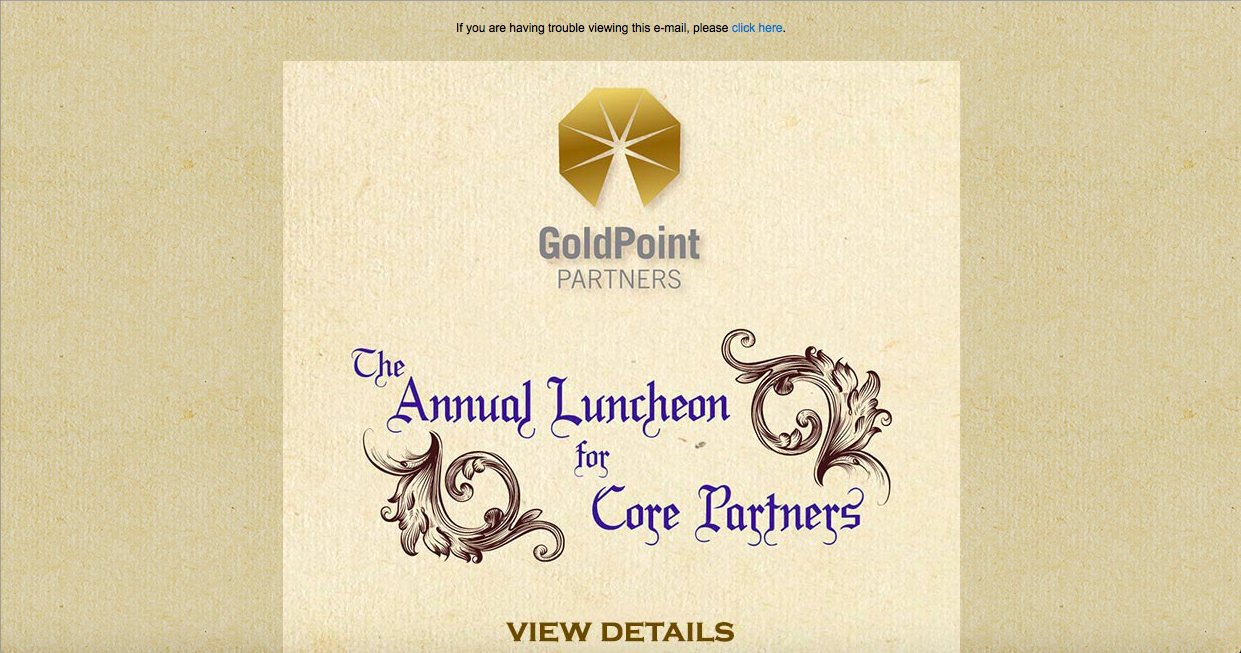 If you are having trouble viewing this e-mail, please click here.
GoldPoint
PARTNERS
The
Annual Luncheon
for
Core Partners
VIEW DETAILS